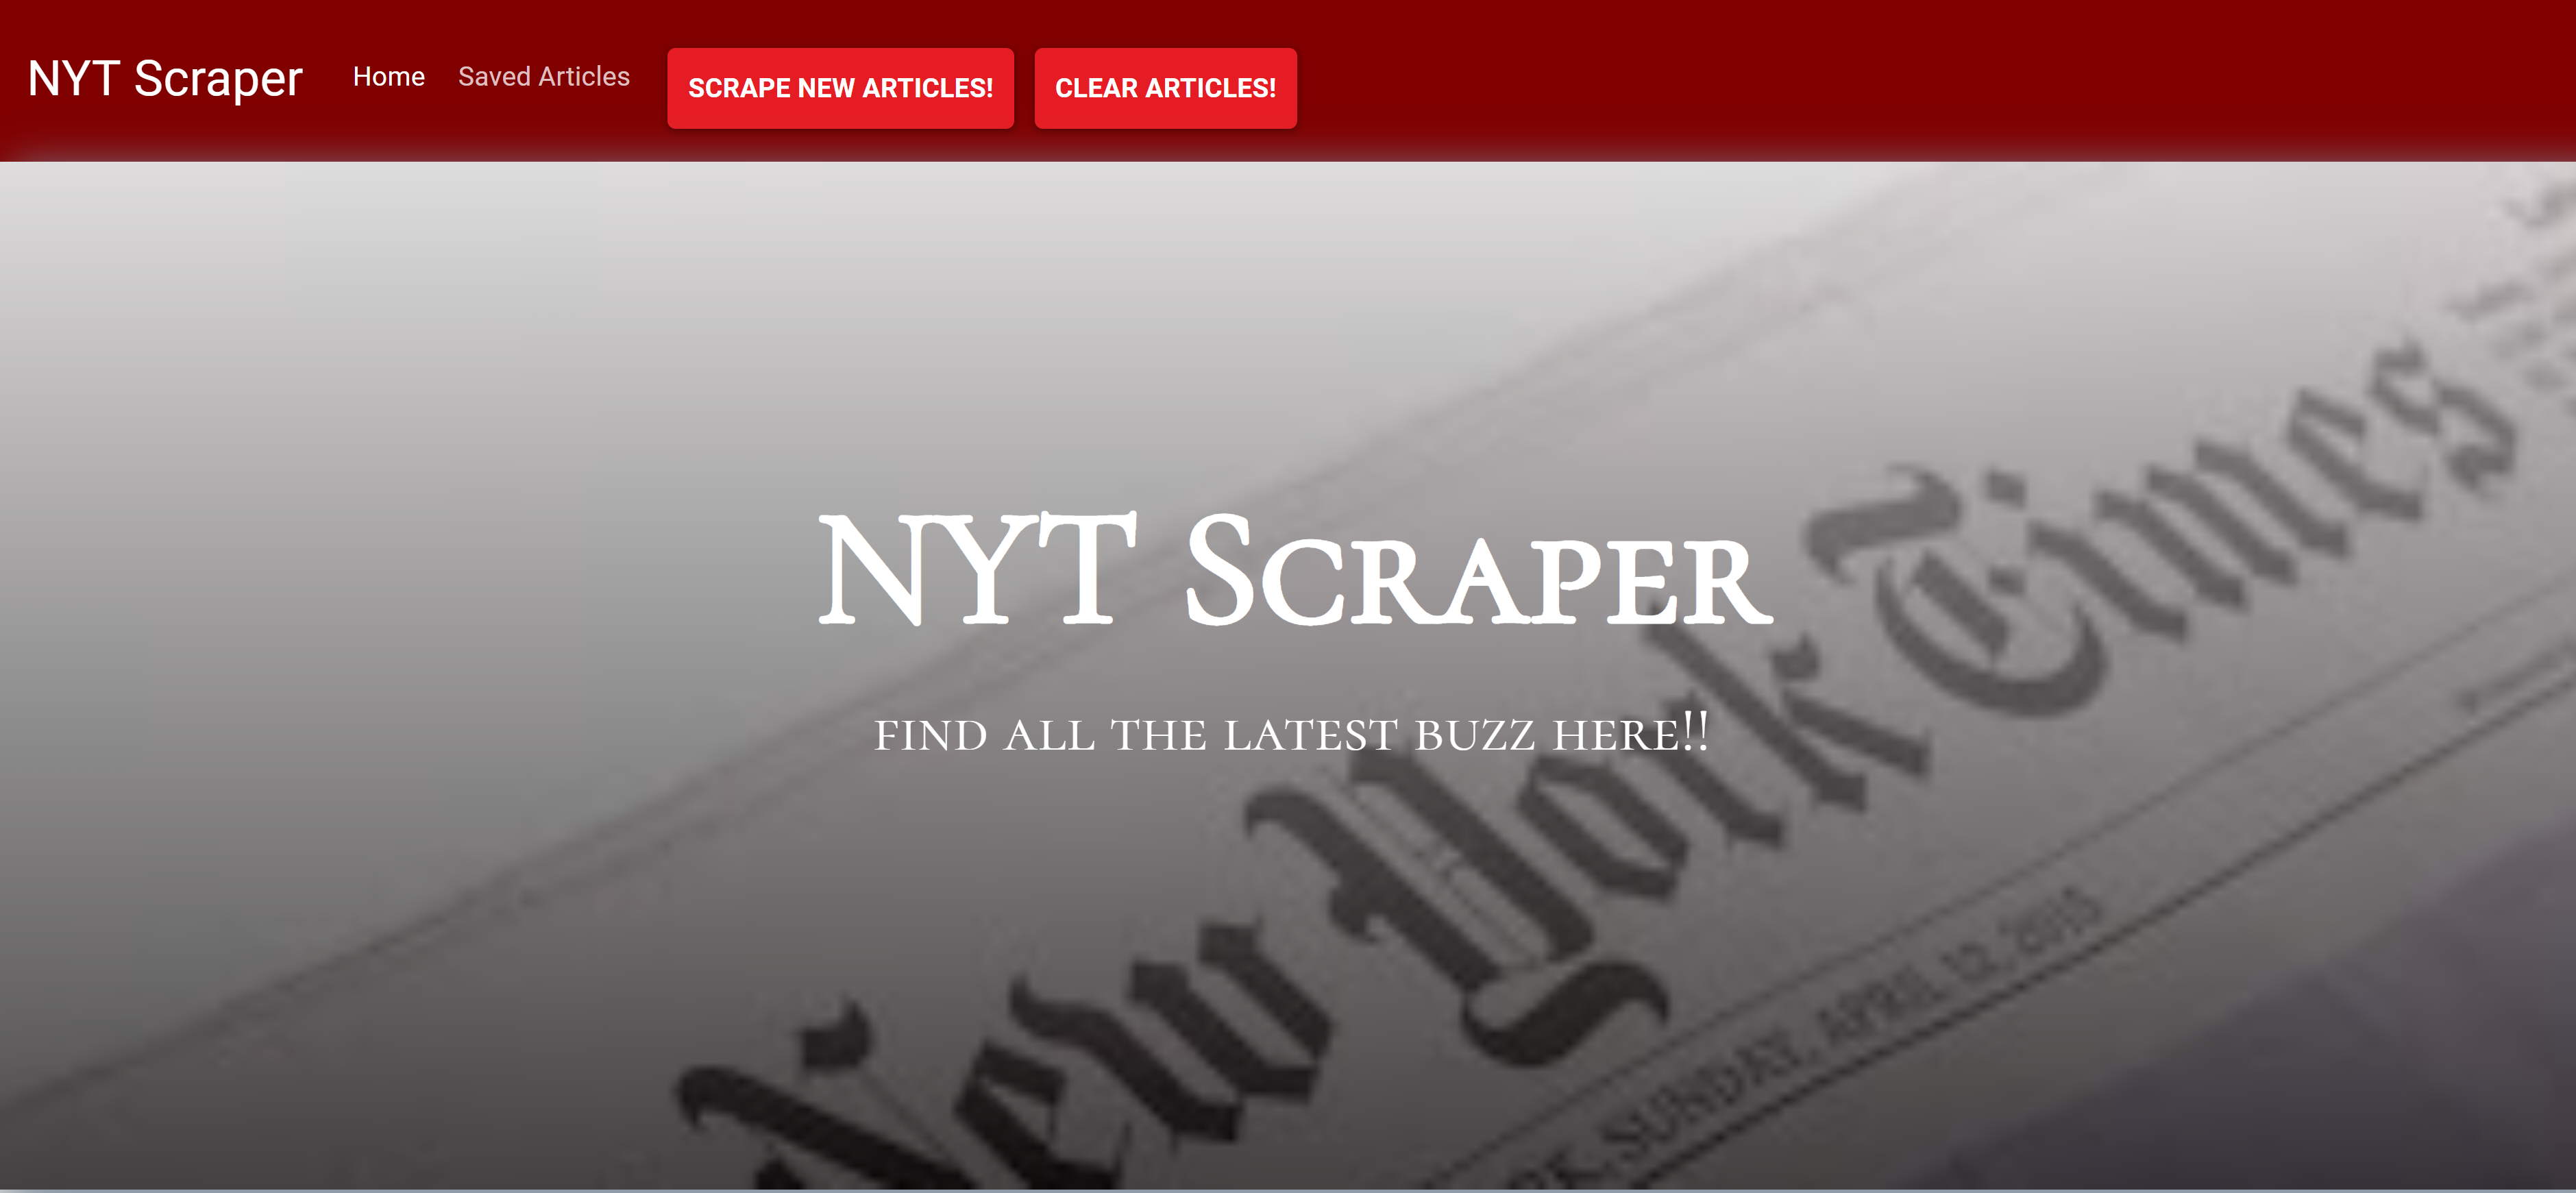 NYT Scraper Home Saved Articles SCRAPE NEW ARTICLES! CLEAR ARTICLES!
NYT Scraper
FIND ALL THE LATEST BUZZ HERE!!
New York Times
SUNDAY, APRIL 12, 2015